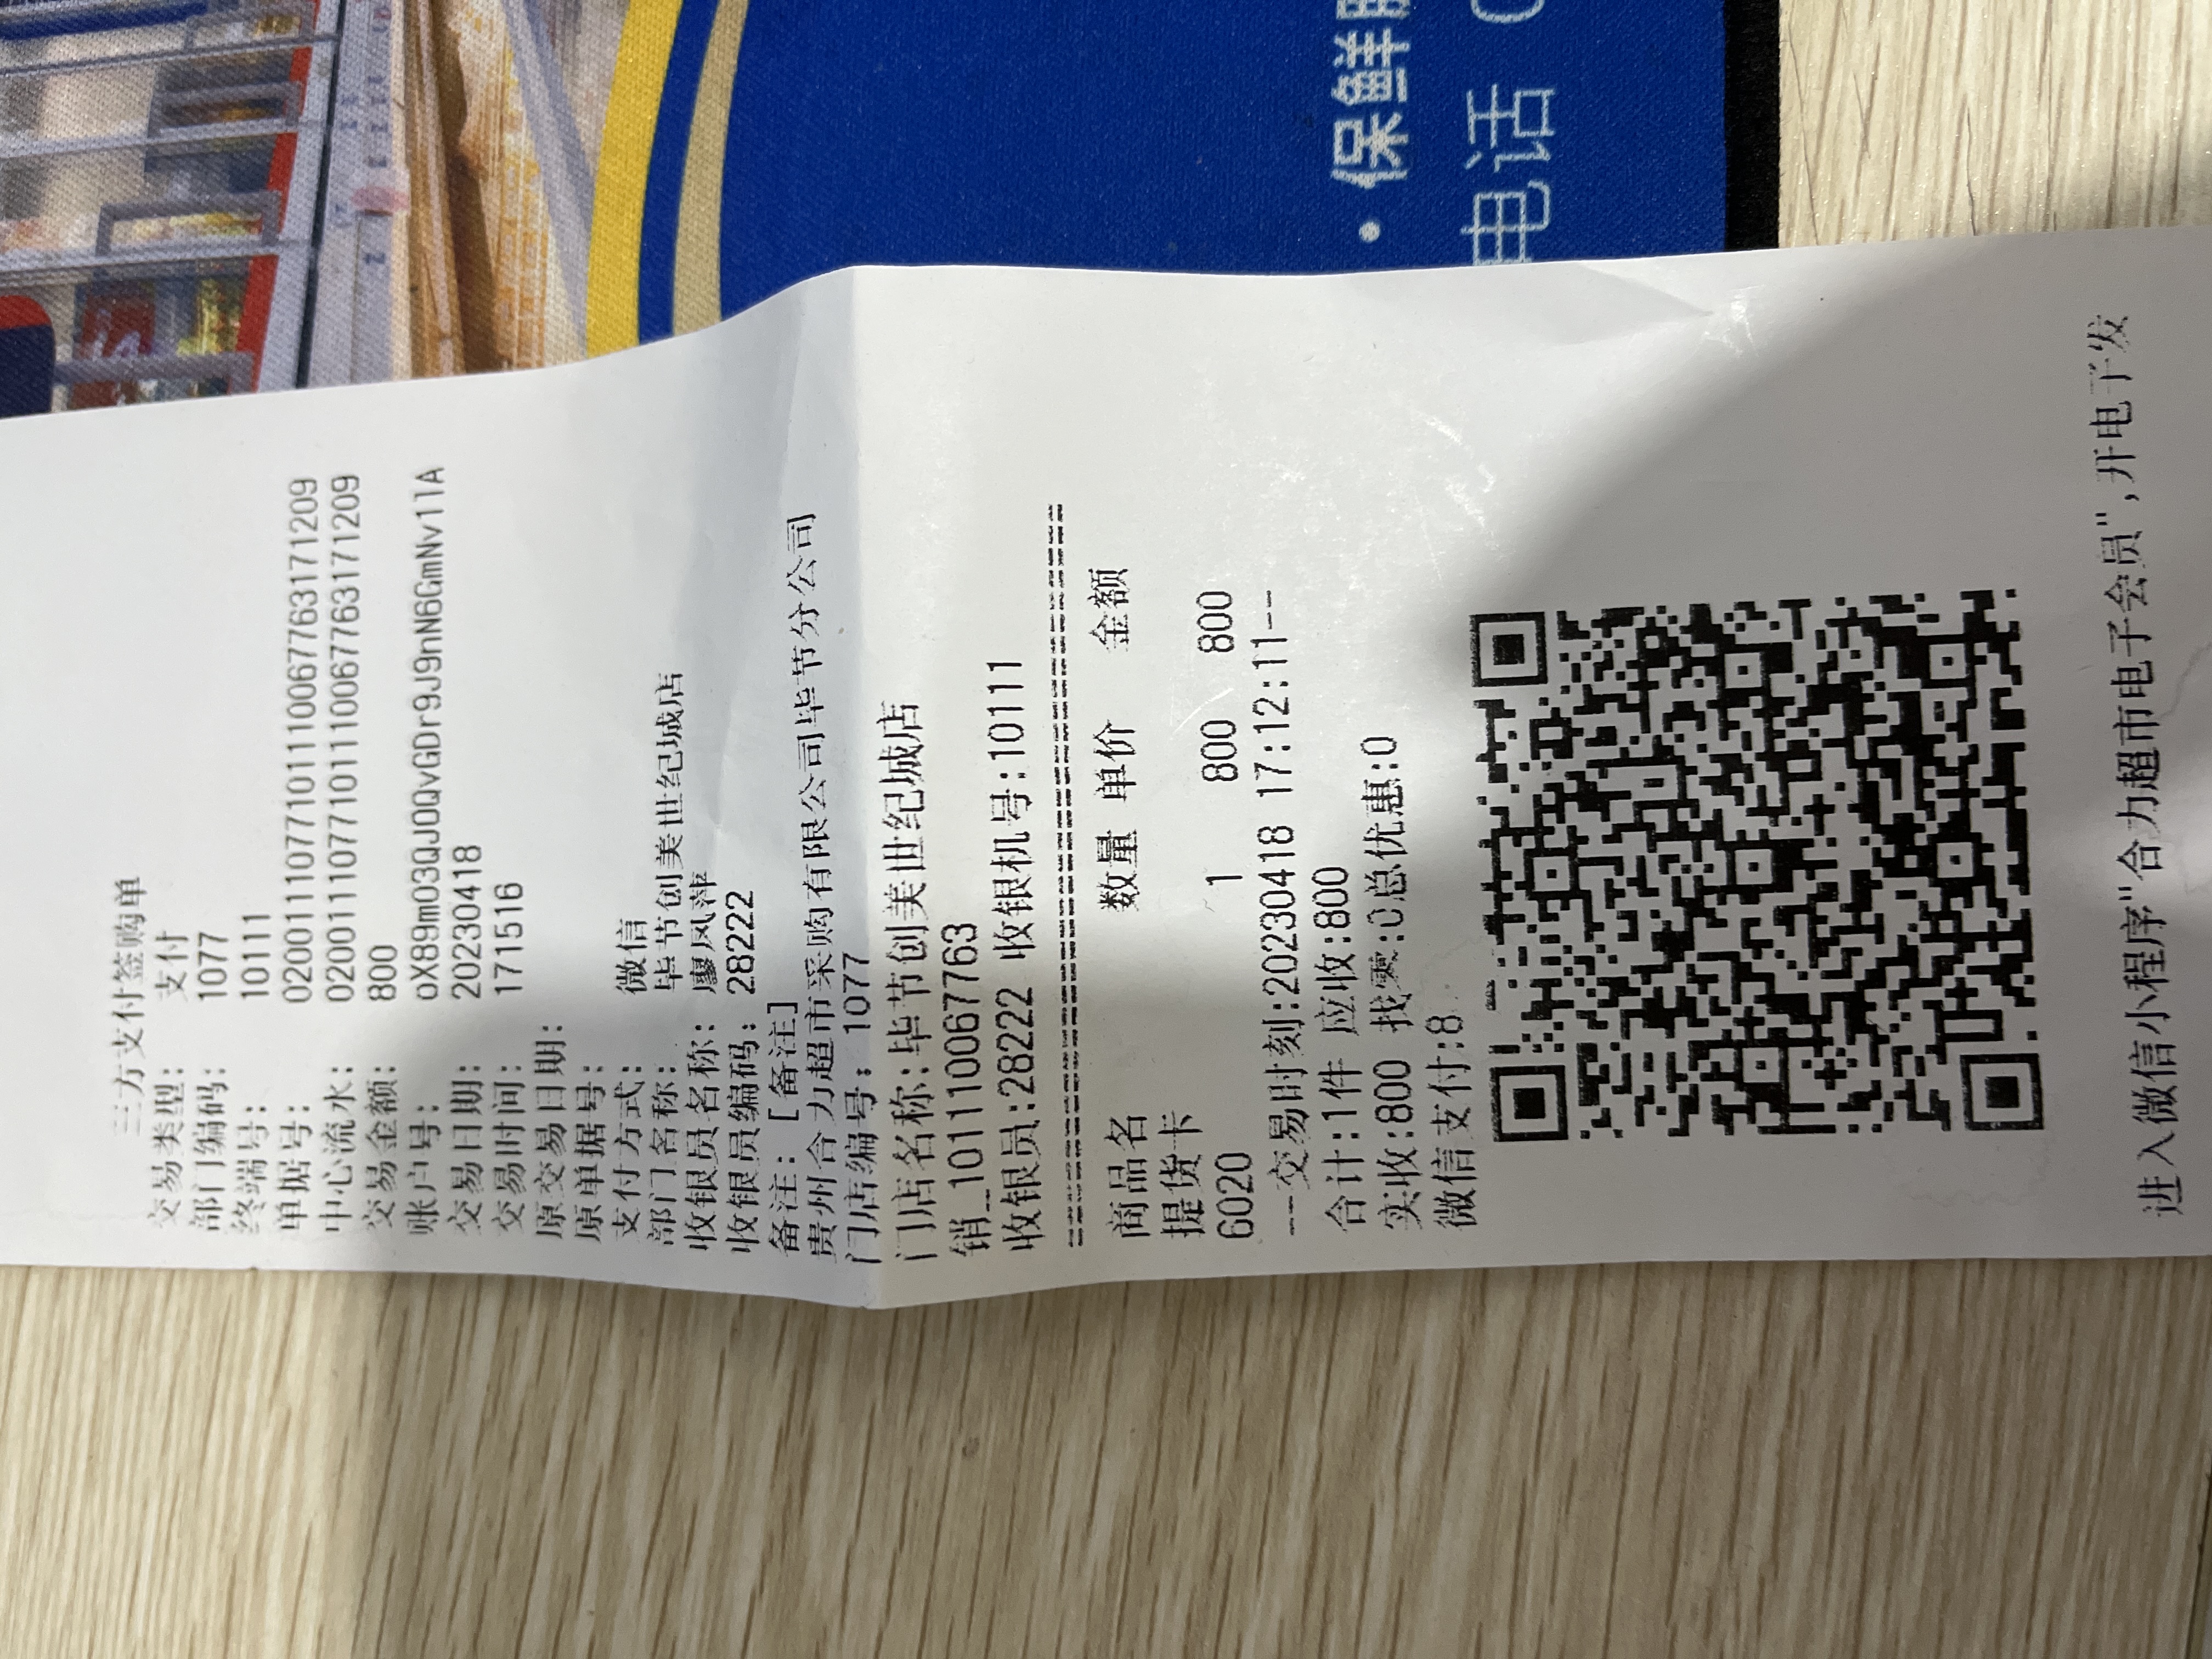 三方支付签购单
交易类型: 支付
部门编码: 1077
终端号: 10111
单据号: 020011107710111006776317​1209
中心流水: 0200111077101110067763171209
交易金额: 800
账户号: oX89mO3QJOQvGDr9J9nN6GmNv11A
交易日期: 20230418
交易时间: 171516
原交易日期:
原单据号:
支付方式: 微信
部门名称: 毕节创美世纪城店
收银员名称: 廖凤萍
收银员编码: 28222
备注: [备注]
贵州合力超市采购有限公司毕节分公司
门店编号: 1077
门店名称:毕节创美世纪城店
销_101110067763
收银员:28222 收银机号:10111
商品名 数量 单价 金额
提货卡
6020 1 800 800
--交易时刻:20230418 17:12:11--
合计:1件 应收:800
实收:800 找零:0总优惠:0
微信支付:8
进入微信小程序"合力超市电子会员",开电子发
·保鲜
电话